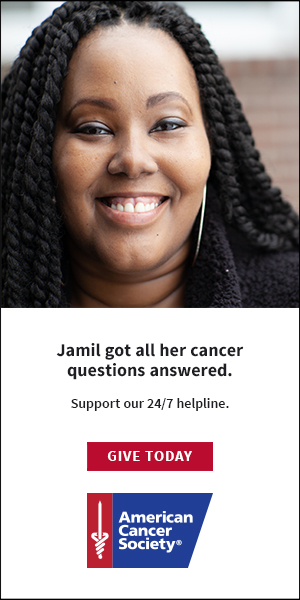 Jamil got all her cancer
questions answered.
Support our 24/7 helpline.
GIVE TODAY
American
Cancer
Society®